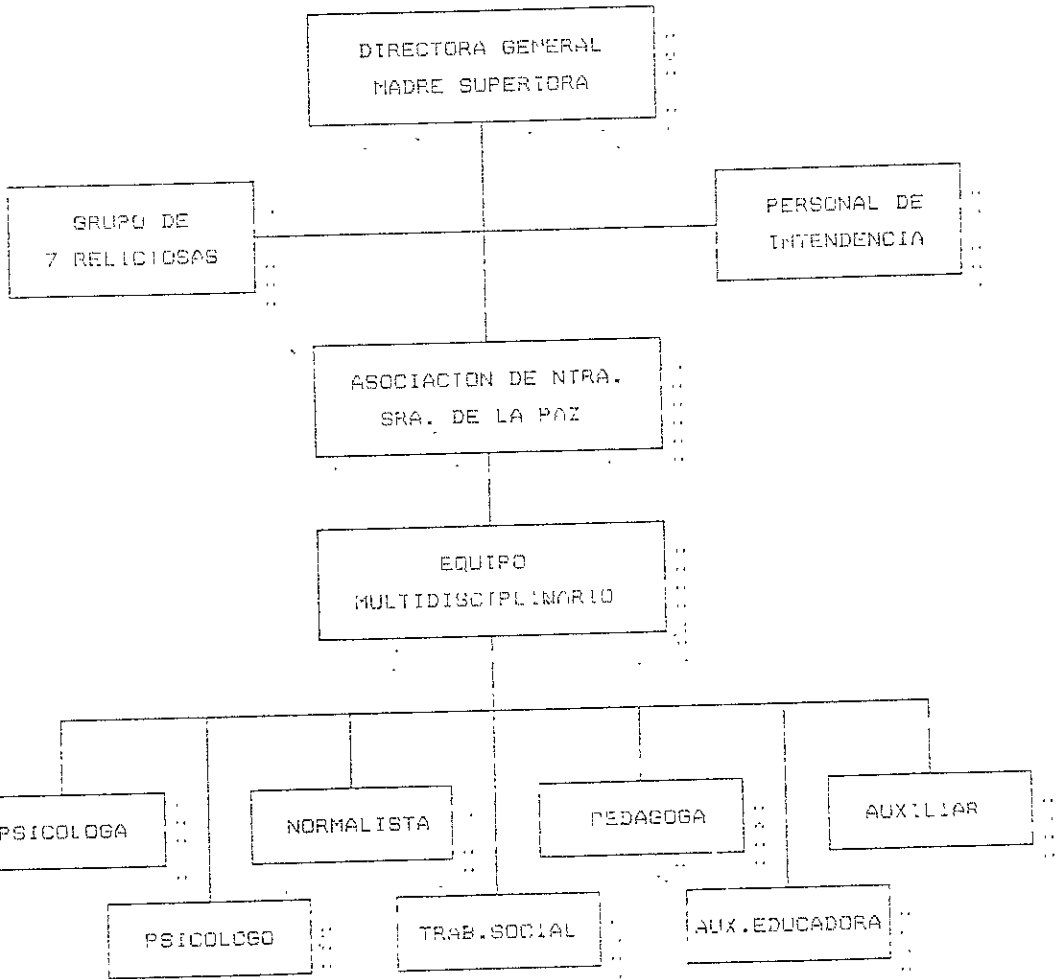 DIRECTORA GENERAL
MADRE SUPERIORA
GRUPO DE
7 RELICIOSAS
PERSONAL DE
INTENDENCIA
ASOCIACION DE NTRA.
SRA. DE LA PAZ
EQUIPO
MULTIDISCIPLINARIO
PSICOLOGA
NORMALISTA
PEDAGOGA
AUXILIAR
PSICOLOGO
TRAB.SOCIAL
AUX.EDUCADORA